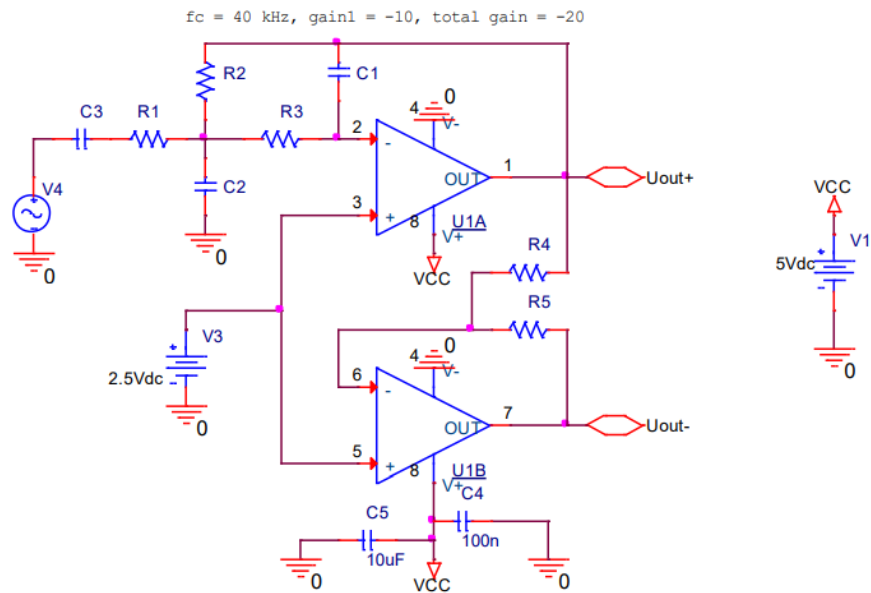 fc = 40 kHz, gain1 = -10, total gain = -20
R2
C1
0
C3
R1
R3
4
V-
2
-
V4
1
OUT
Uout+
C2
3
+
8
U1A
V+
0
0
VCC
R4
VCC
V1
5Vdc
+
-
R5
V3
+
2.5Vdc
-
0
0
4
V-
6
-
0
7
OUT
Uout-
5
+
8
U1B
V+
C4
C5
100n
10uF
0
VCC
0